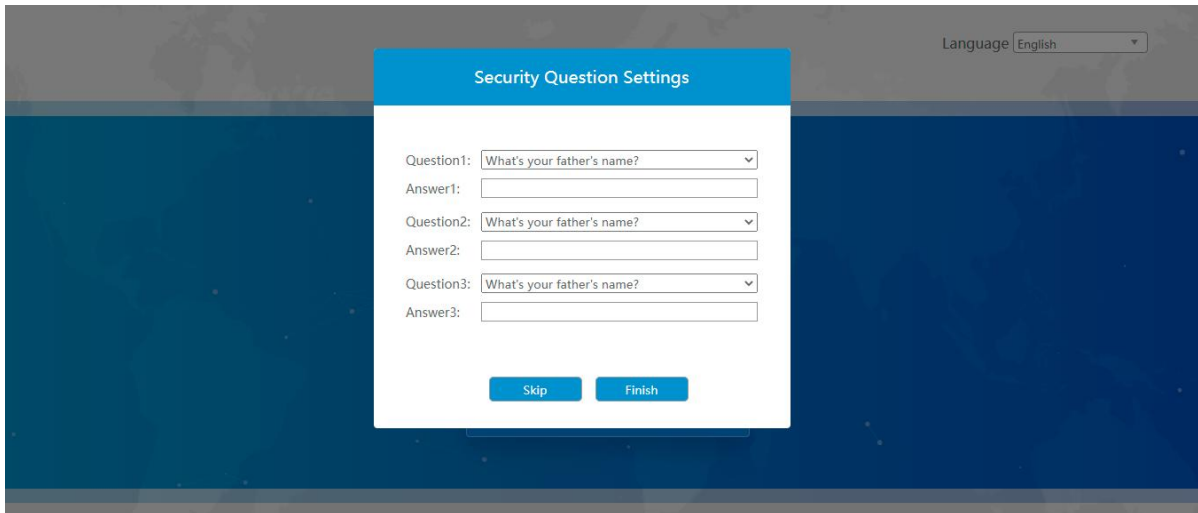 Language English
Security Question Settings
Question1: What's your father's name?
Answer1:
Question2: What's your father's name?
Answer2:
Question3: What's your father's name?
Answer3:
Skip Finish